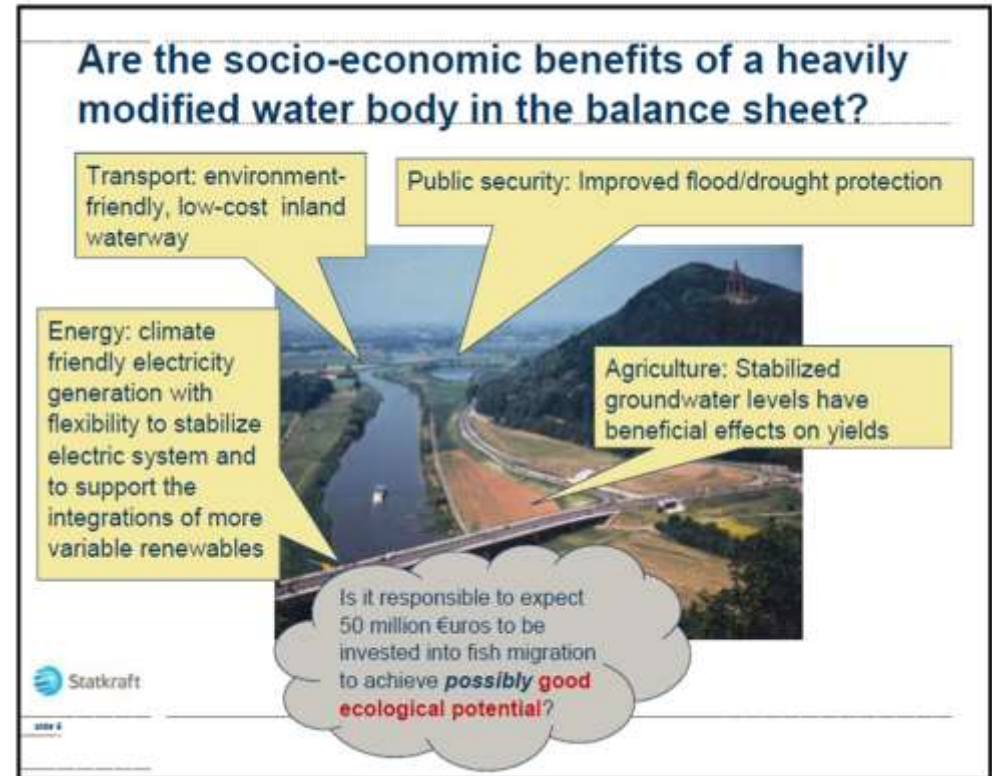 Are the socio-economic benefits of a heavily
modified water body in the balance sheet?
Transport: environment-
friendly, low-cost inland
waterway
Public security: Improved flood/drought protection
Energy: climate
friendly electricity
generation with
flexibility to stabilize
electric system and
to support the
integrations of more
variable renewables
Agriculture: Stabilized
groundwater levels have
beneficial effects on yields
Is it responsible to expect
50 million €uros to be
invested into fish migration
to achieve possibly good
ecological potential?
Statkraft
slide 6